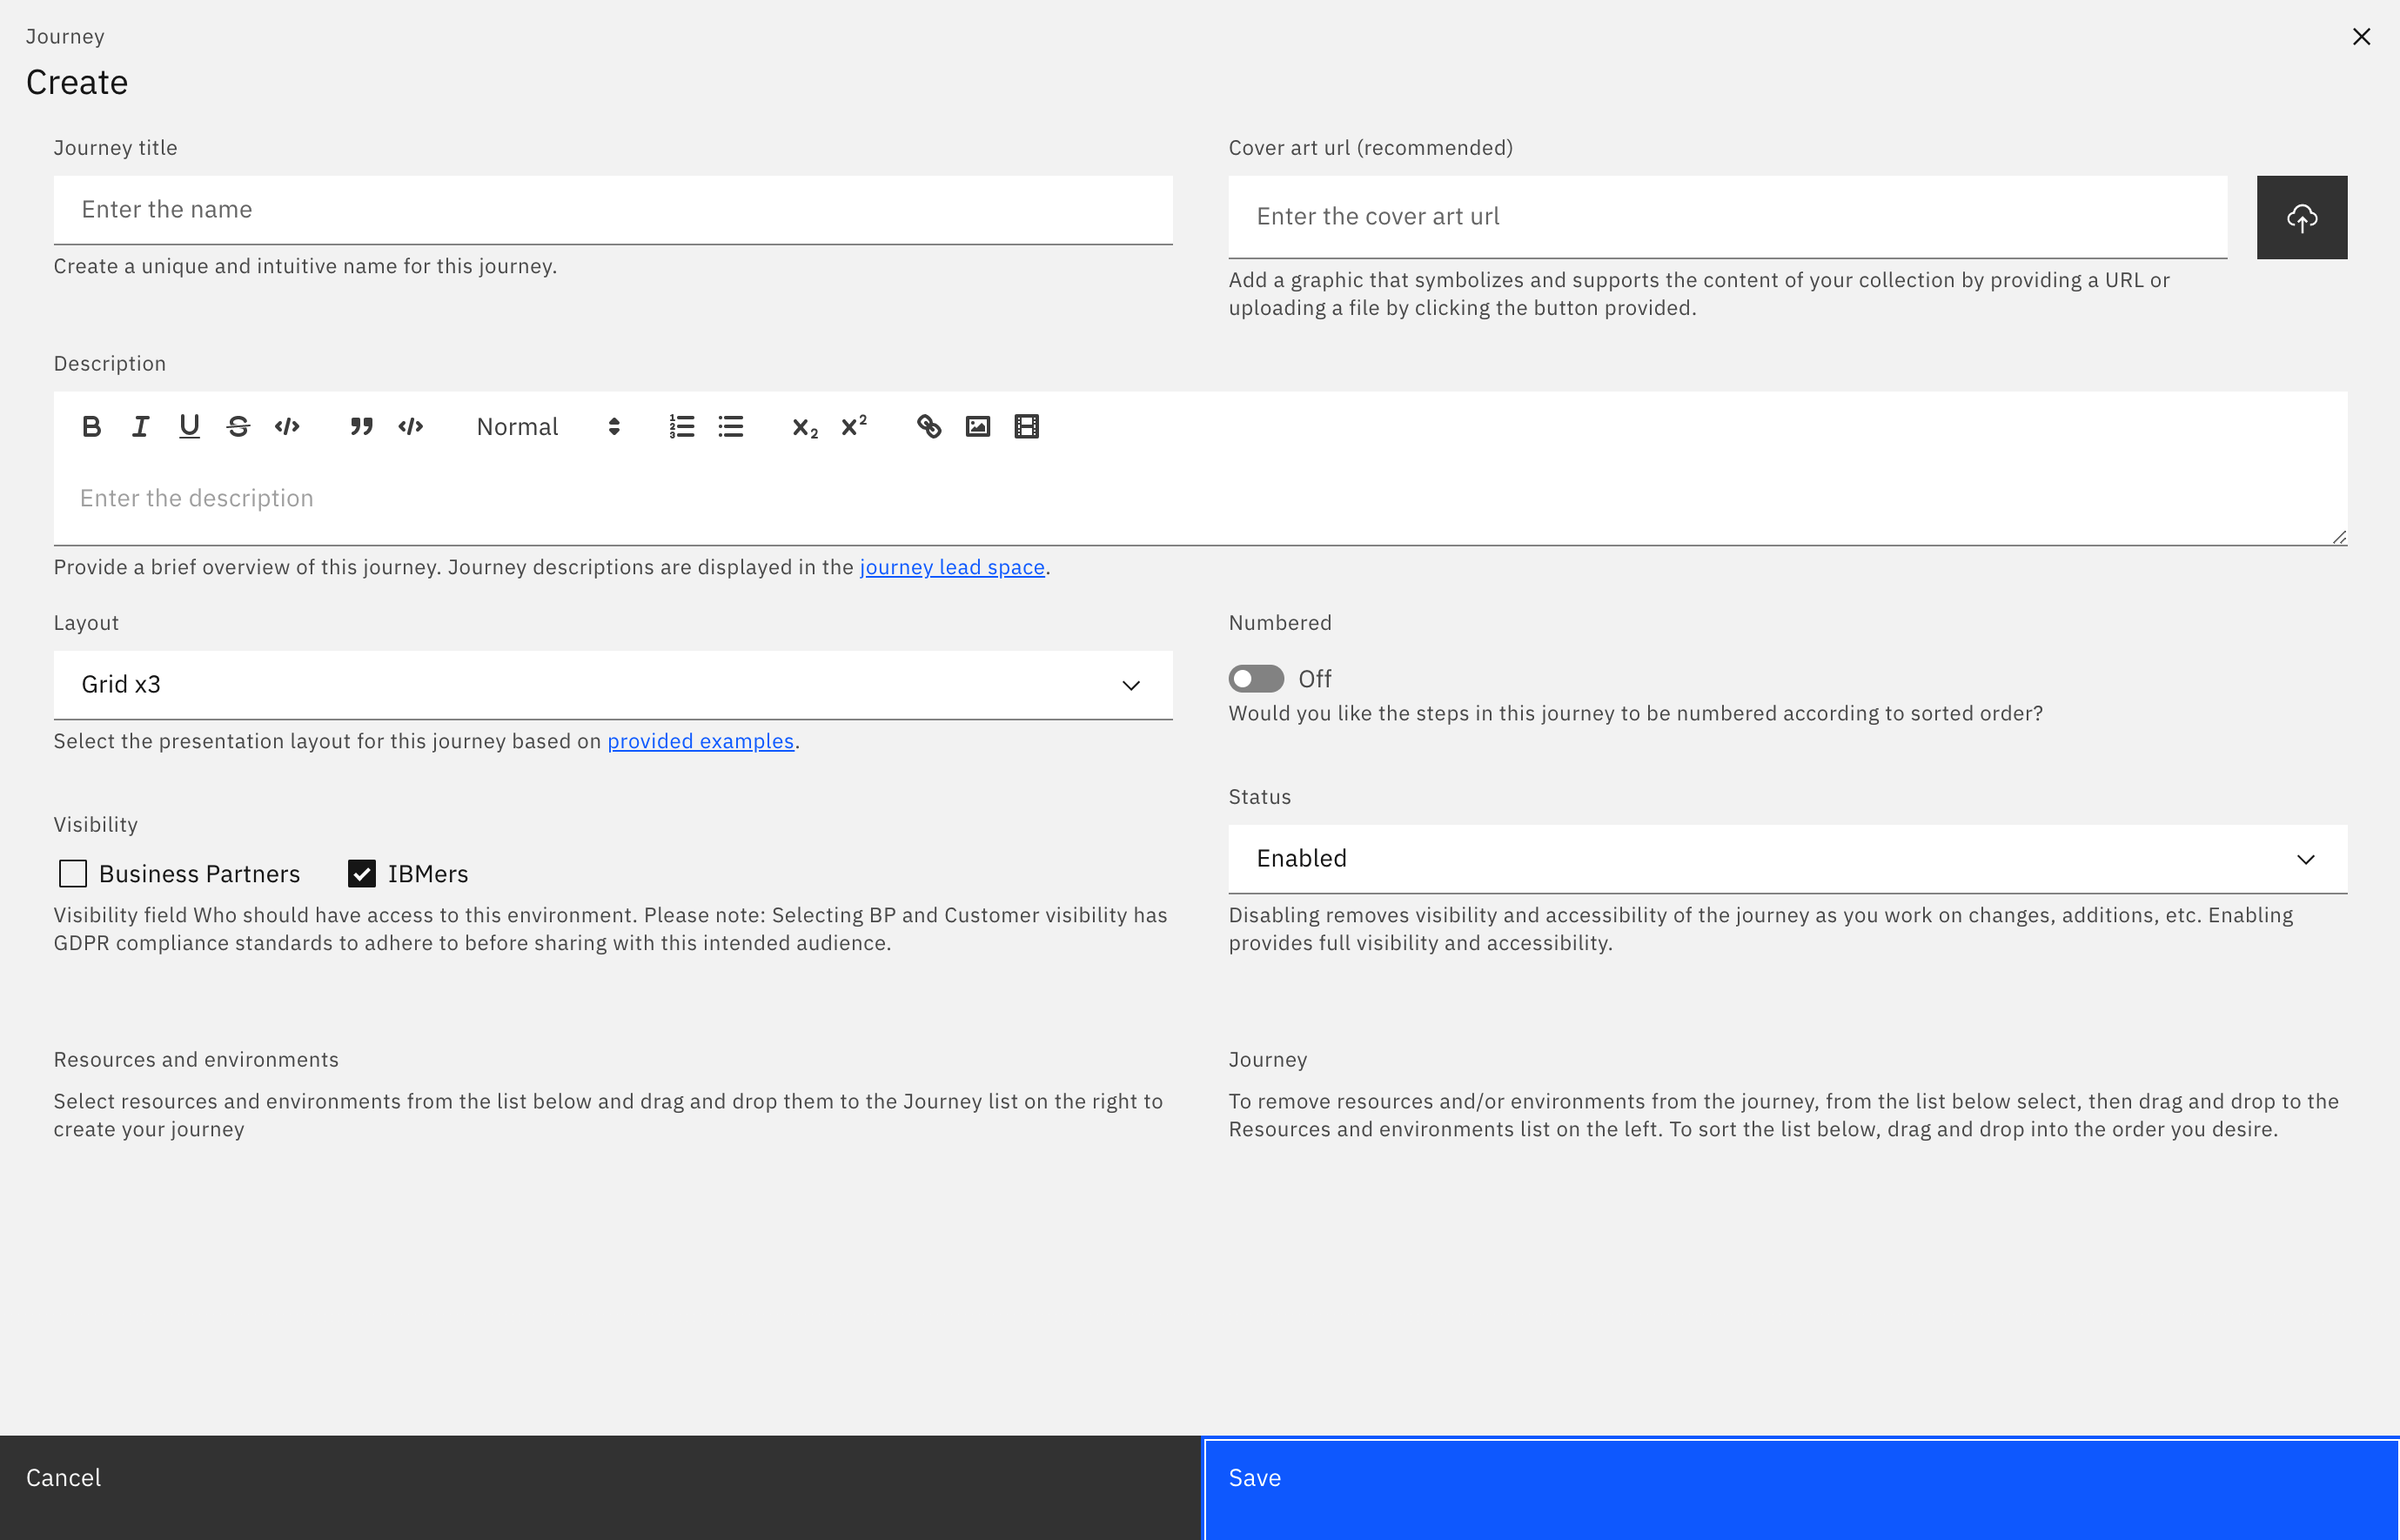 Journey
Create
Journey title
Cover art url (recommended)
Enter the name
Enter the cover art url
Create a unique and intuitive name for this journey.
Add a graphic that symbolizes and supports the content of your collection by providing a URL or
uploading a file by clicking the button provided.
Description
Normal
Enter the description
Provide a brief overview of this journey. Journey descriptions are displayed in the journey lead space.
Layout
Numbered
Grid x3
Off
Would you like the steps in this journey to be numbered according to sorted order?
Select the presentation layout for this journey based on provided examples.
Status
Visibility
Enabled
Business Partners
IBMers
Visibility field Who should have access to this environment. Please note: Selecting BP and Customer visibility has
GDPR compliance standards to adhere to before sharing with this intended audience.
Disabling removes visibility and accessibility of the journey as you work on changes, additions, etc. Enabling
provides full visibility and accessibility.
Resources and environments
Select resources and environments from the list below and drag and drop them to the Journey list on the right to
create your journey
Journey
To remove resources and/or environments from the journey, from the list below select, then drag and drop to the
Resources and environments list on the left. To sort the list below, drag and drop into the order you desire.
Cancel
Save